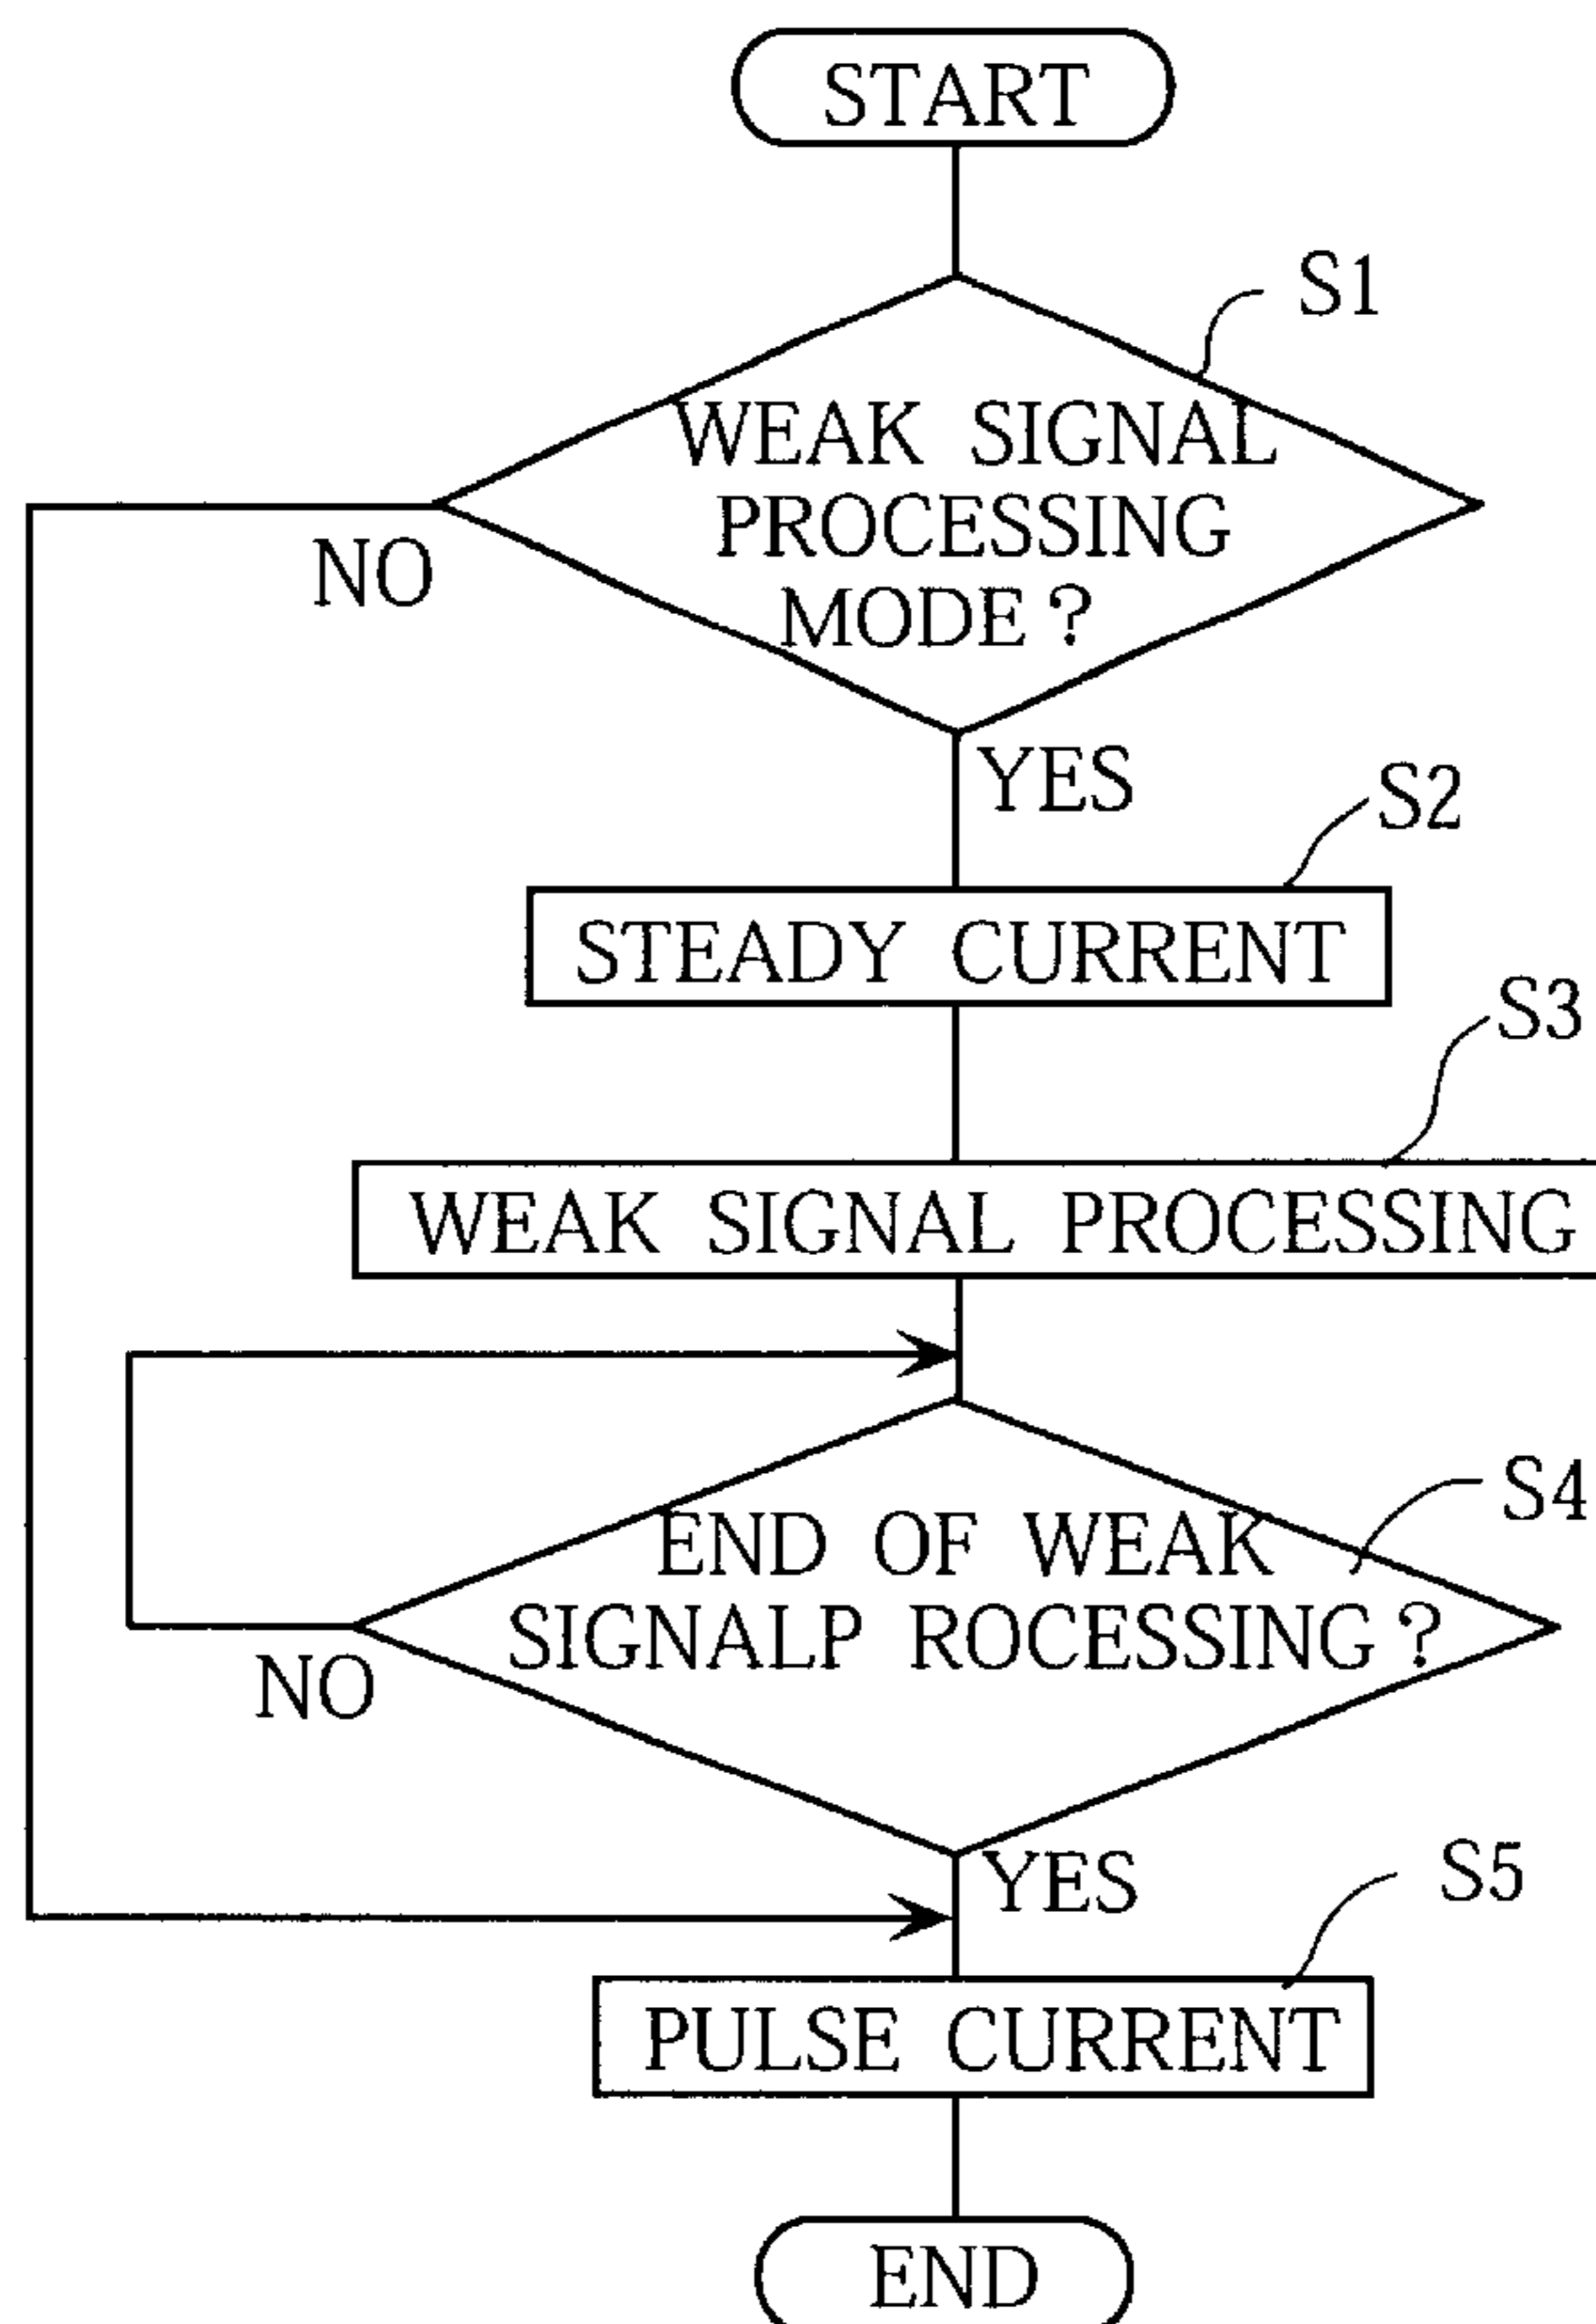 START
S1
WEAK SIGNAL
PROCESSING
MODE ?
NO
YES
S2
STEADY CURRENT
S3
WEAK SIGNAL PROCESSING
S4
END OF WEAK
SIGNALP ROCESSING ?
NO
YES
S5
PULSE CURRENT
END